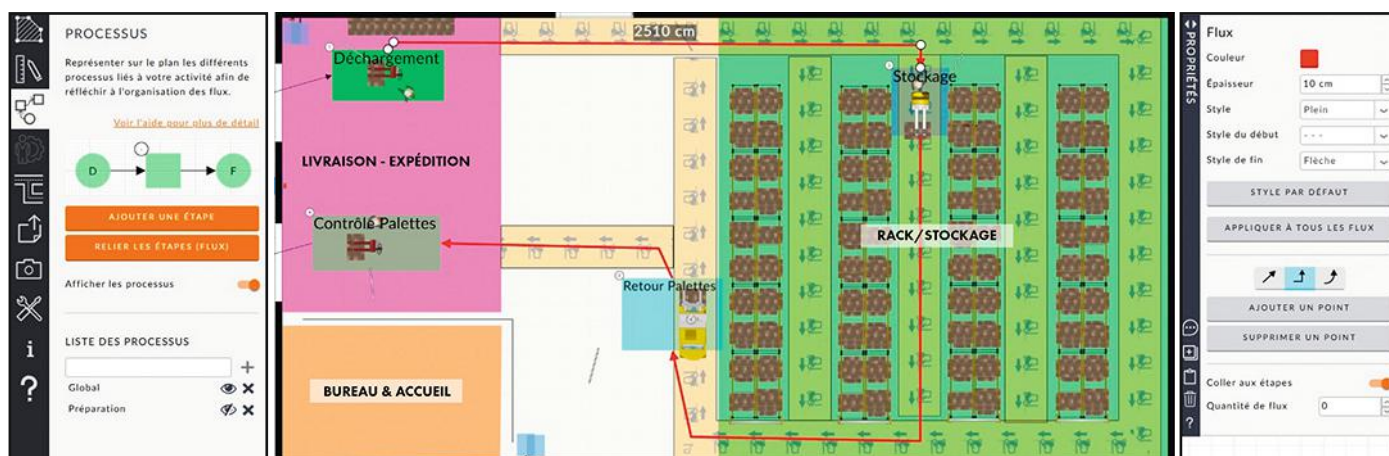 PROCESSUS
Représenter sur le plan les différents
processus liés à votre activité afin de
réfléchir à l'organisation des flux.
Voir l'aide pour plus de détail
D
F
AJOUTER UNE ÉTAPE
RELIER LES ÉTAPES (FLUX)
Afficher les processus
LISTE DES PROCESSUS
Global
Préparation
i
?
2510 cm
Déchargement
Stockage
LIVRAISON - EXPÉDITION
Contrôle Palettes
RACK/STOCKAGE
Retour Palettes
BUREAU & ACCUEIL
PROPRIÉTÉS
?
Flux
Couleur
Épaisseur
10 cm
Style
Plein
Style du début
- - -
Style de fin
Flèche
STYLE PAR DÉFAUT
APPLIQUER À TOUS LES FLUX
AJOUTER UN POINT
SUPPRIMER UN POINT
Coller aux étapes
Quantité de flux
0